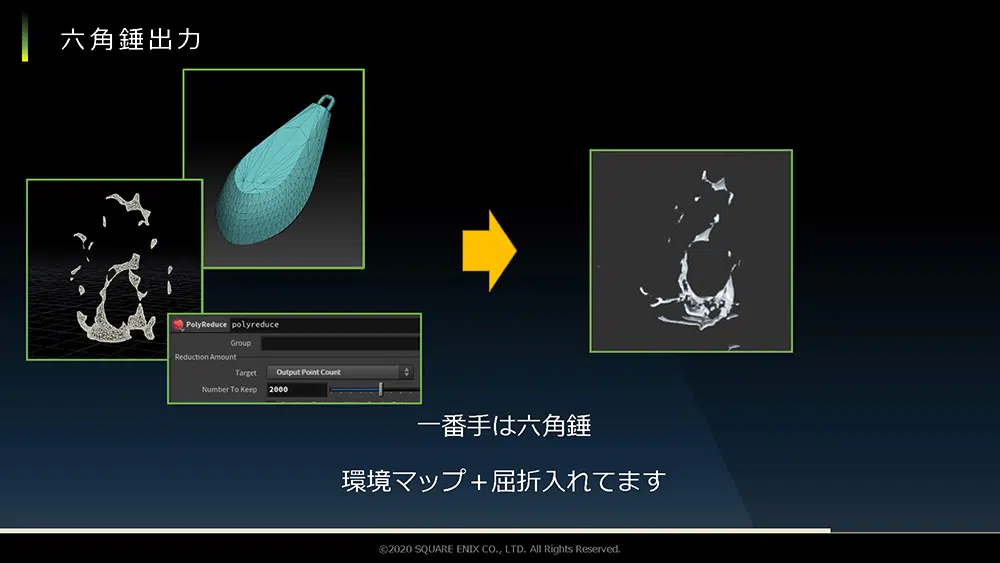 六角錘出力
PolyReduce polyreduce
Group
Reduction Amount
Target Output Point Count
Number To Keep 2000
一番手は六角錘
環境マップ＋屈折入れてます
©2020 SQUARE ENIX CO., LTD. All Rights Reserved.